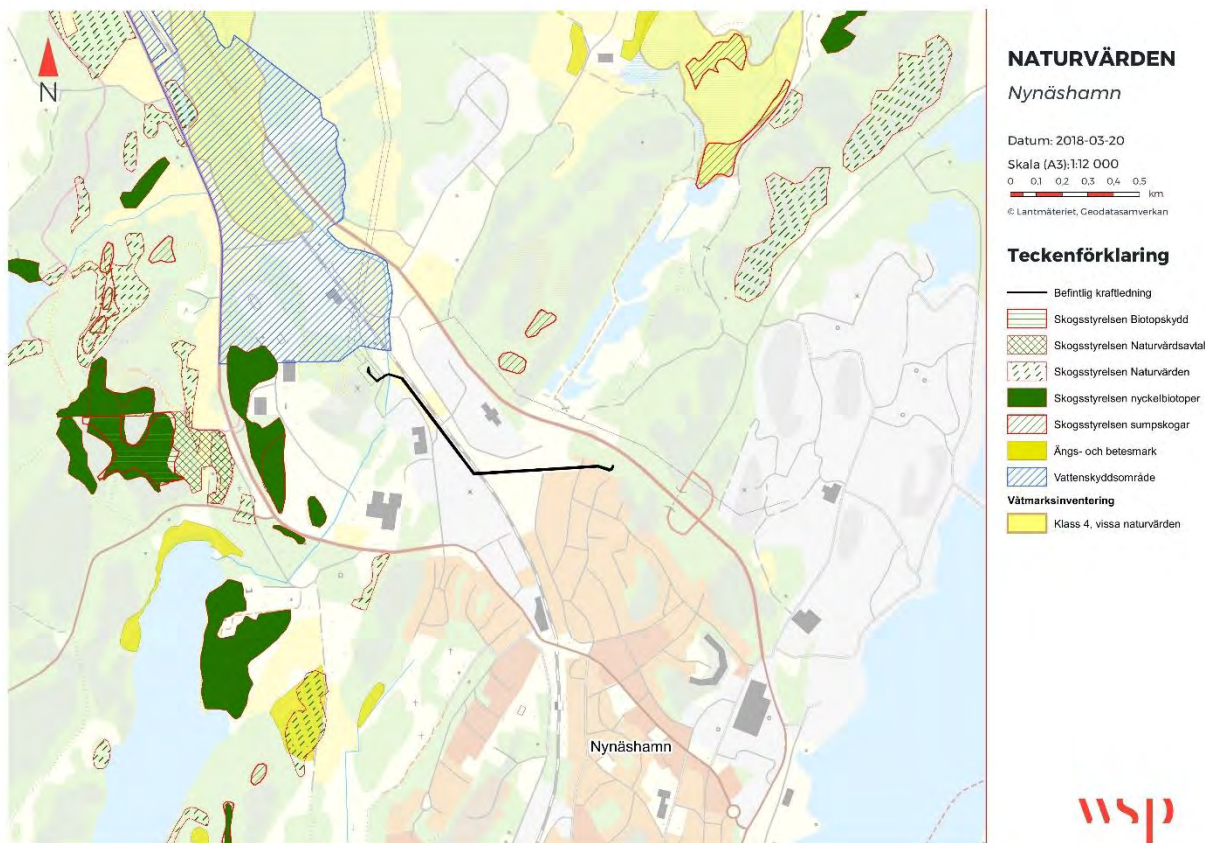 N
NATURVÄRDEN
Nynäshamn
Datum: 2018-03-20
Skala (A3):1:12 000
0 0,1 0,2 0,3 0,4 0,5
km
© Lantmäteriet, Geodatasamverkan
Teckenförklaring
Befintlig kraftledning
Skogsstyrelsen Biotopskydd
Skogsstyrelsen Naturvårdsavtal
Skogsstyrelsen Naturvärden
Skogsstyrelsen nyckelbiotoper
Skogsstyrelsen sumpskogar
Ängs- och betesmark
Vattenskyddsområde
Våtmarksinventering
Klass 4, vissa naturvärden
Nynäshamn
wsp